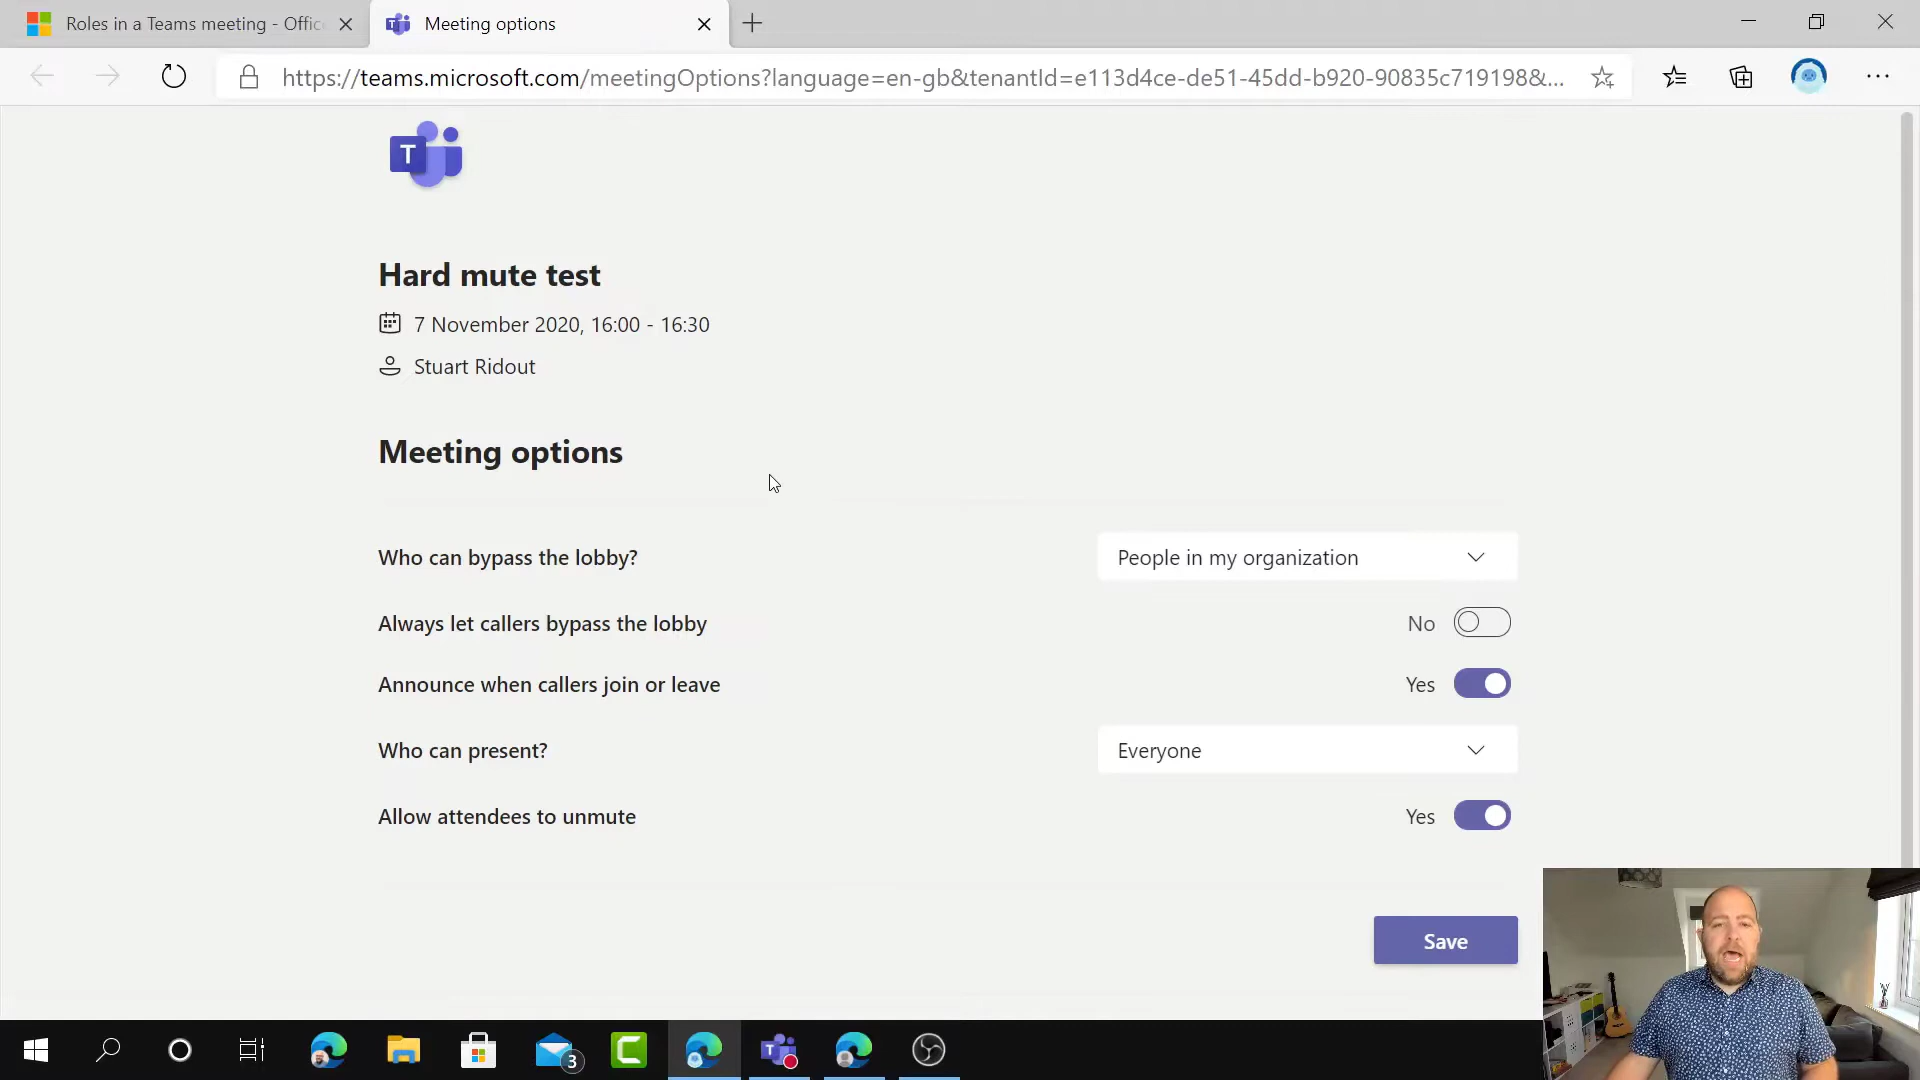 Roles in a Teams meeting - Offic
Meeting options
https://teams.microsoft.com/meetingOptions?language=en-gb&tenantId=e113d4ce-de51-45dd-b920-90835c719198&...
T
Hard mute test
7 November 2020, 16:00 - 16:30
Stuart Ridout
Meeting options
Who can bypass the lobby?
People in my organization
Always let callers bypass the lobby
No
Announce when callers join or leave
Yes
Who can present?
Everyone
Allow attendees to unmute
Yes
Save
3